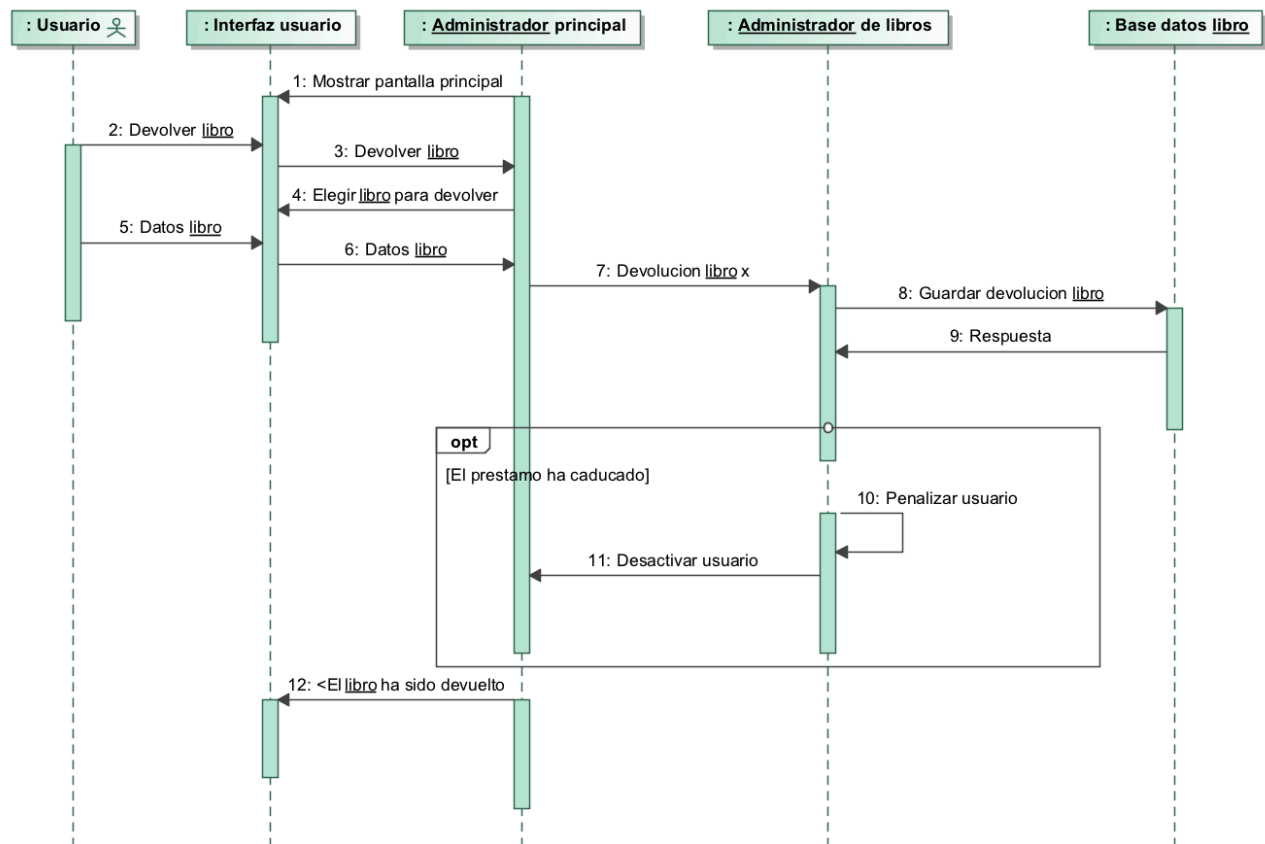 : Usuario
: Interfaz usuario
: Administrador principal
: Administrador de libros
: Base datos libro
1: Mostrar pantalla principal
2: Devolver libro
3: Devolver libro
4: Elegir libro para devolver
5: Datos libro
6: Datos libro
7: Devolucion libro x
8: Guardar devolucion libro
9: Respuesta
opt
[El prestamo ha caducado]
10: Penalizar usuario
11: Desactivar usuario
12: <El libro ha sido devuelto